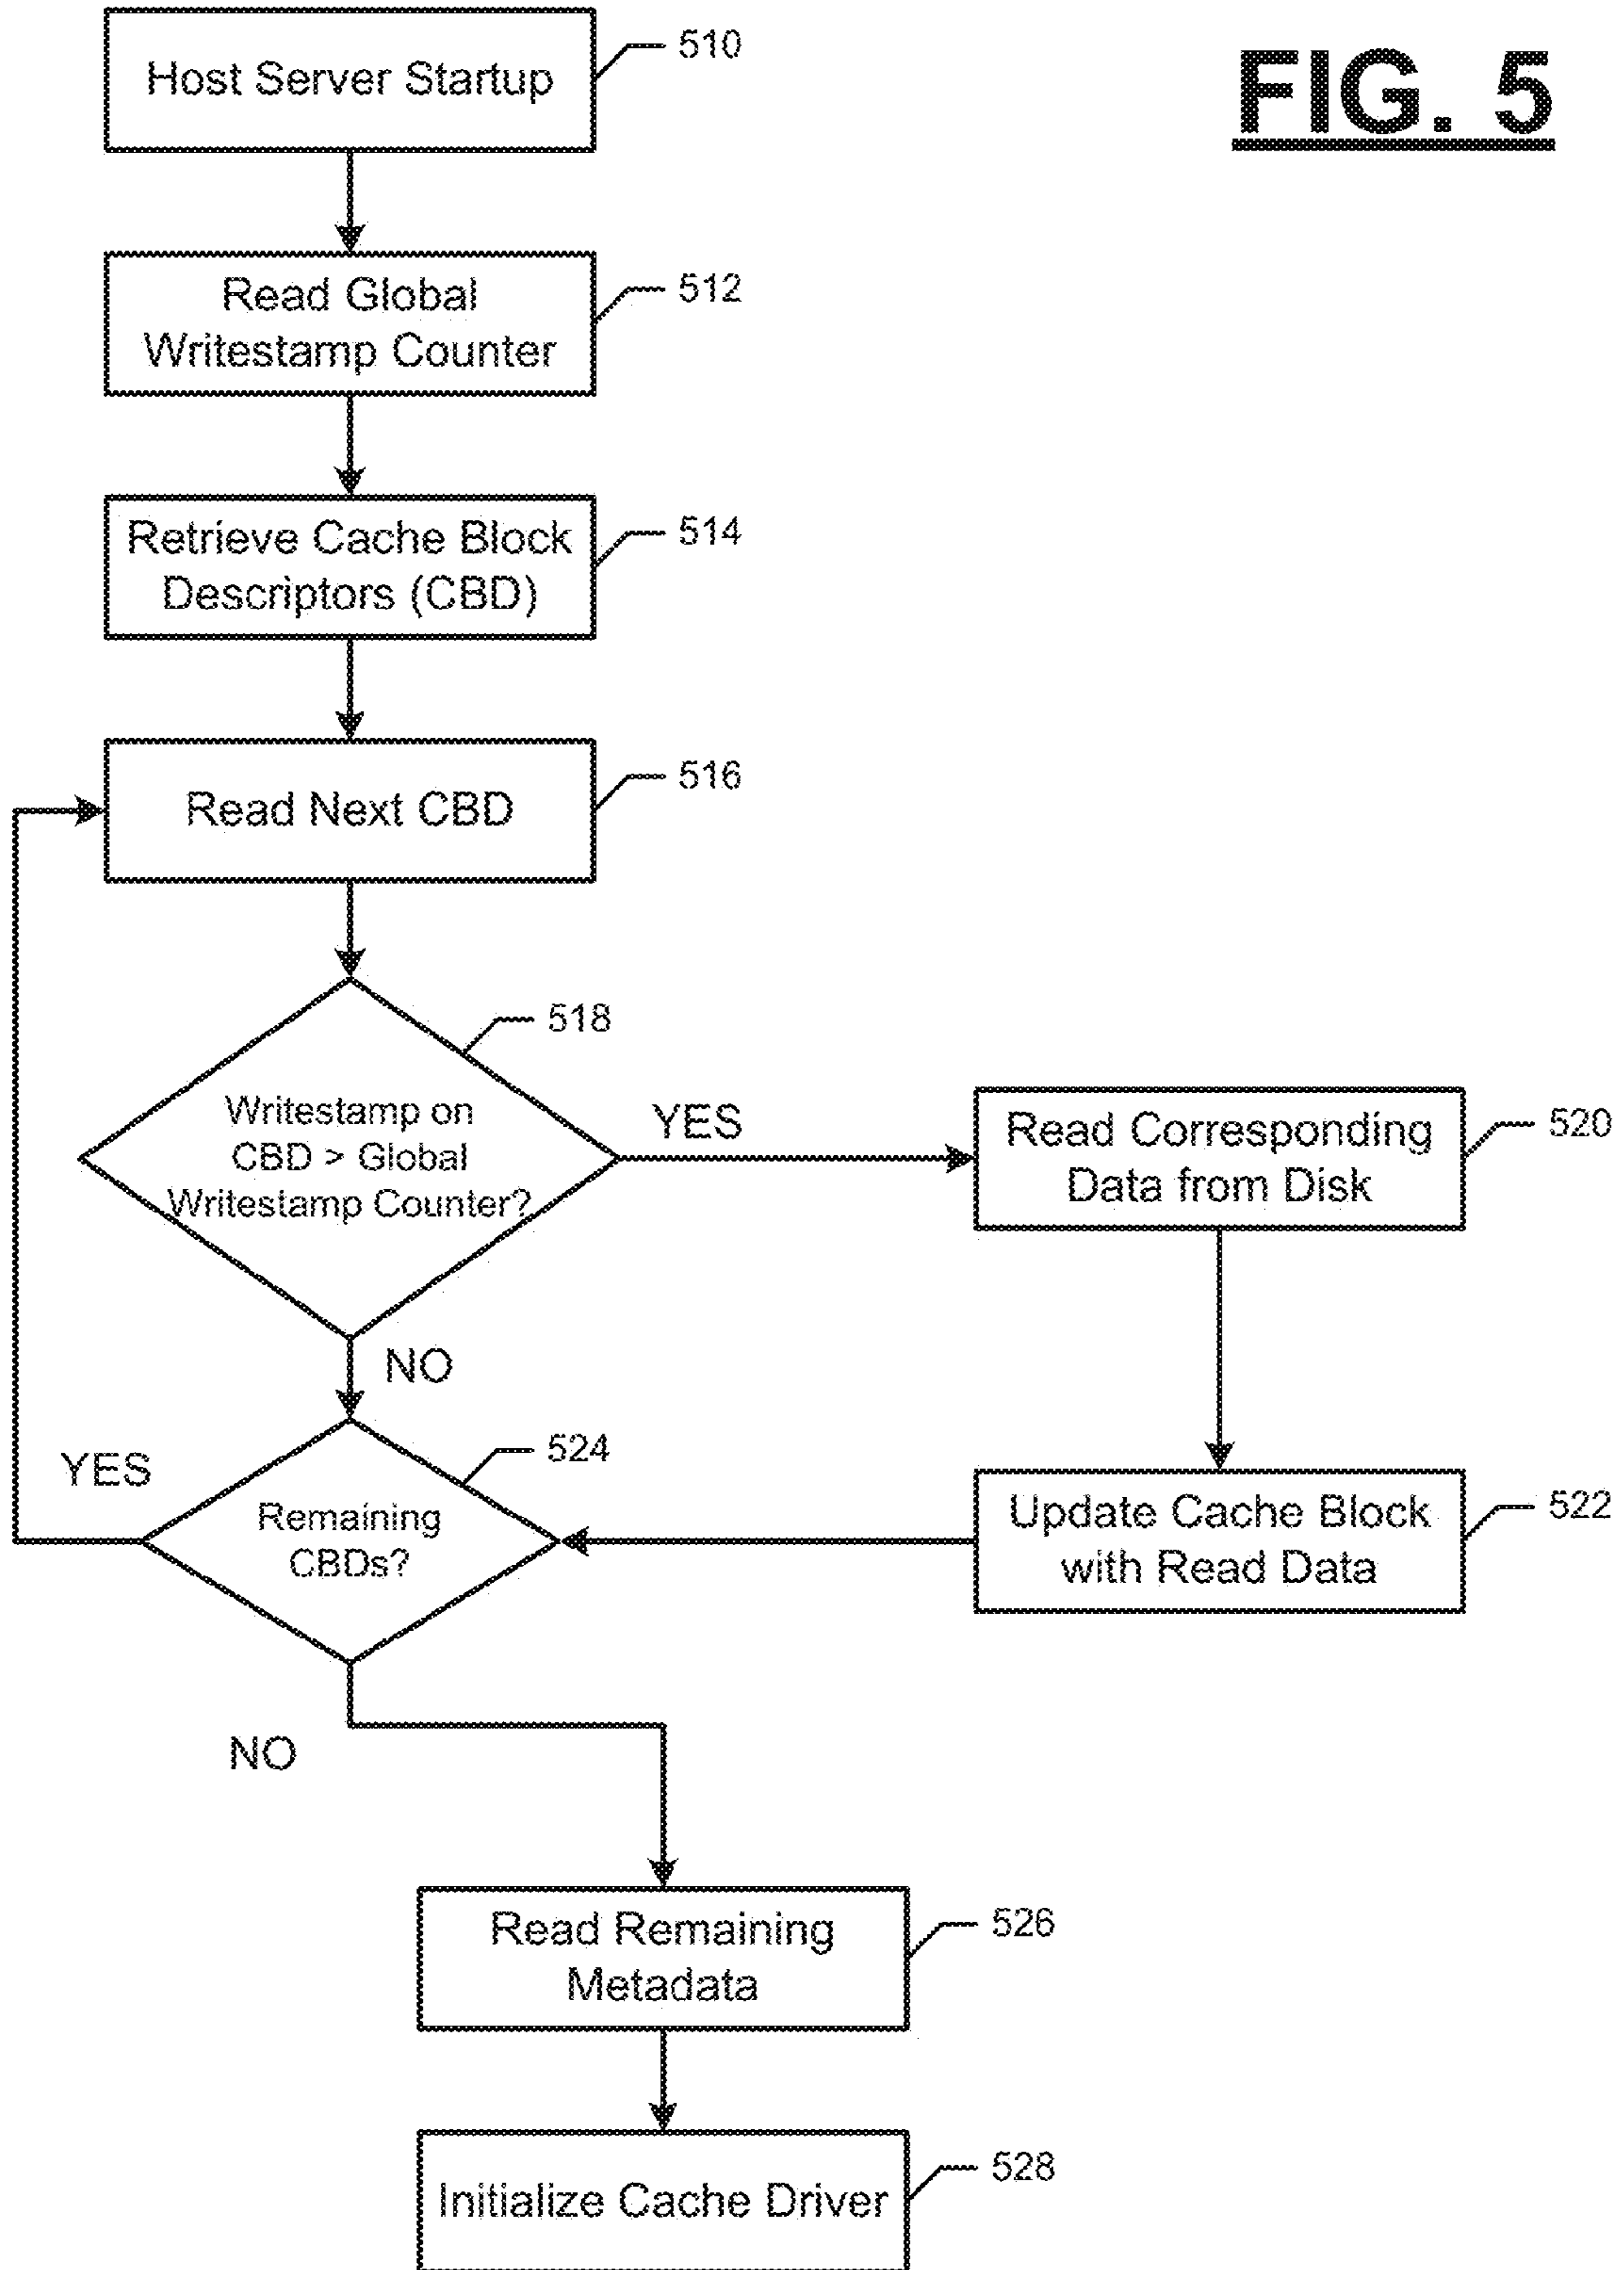 FIG. 5
Host Server Startup
510
Read Global
Writestamp Counter
512
Retrieve Cache Block
Descriptors (CBD)
514
Read Next CBD
516
518
Writestamp on
CBD > Global
Writestamp Counter?
YES
Read Corresponding
Data from Disk
520
NO
YES
524
Remaining
CBDs?
Update Cache Block
with Read Data
522
NO
Read Remaining
Metadata
526
Initialize Cache Driver
528